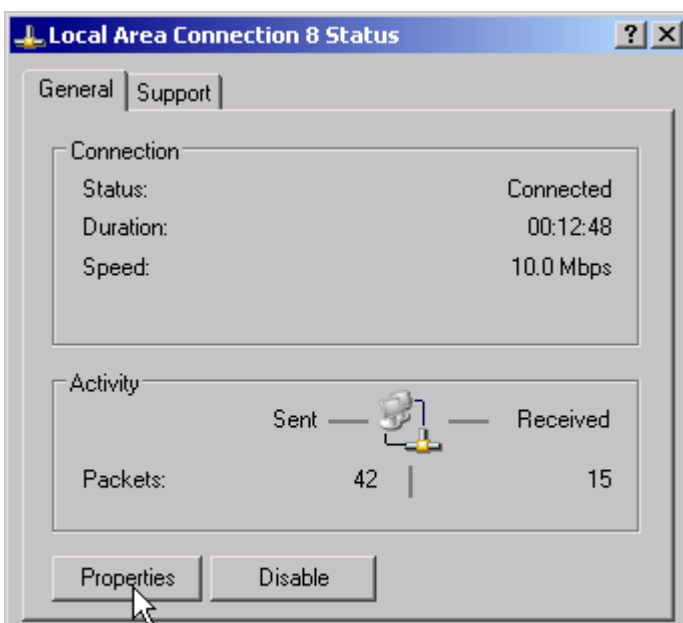 Local Area Connection 8 Status
General Support
Connection
Status: Connected
Duration: 00:12:48
Speed: 10.0 Mbps
Activity
Sent Received
Packets: 42 15
Properties Disable